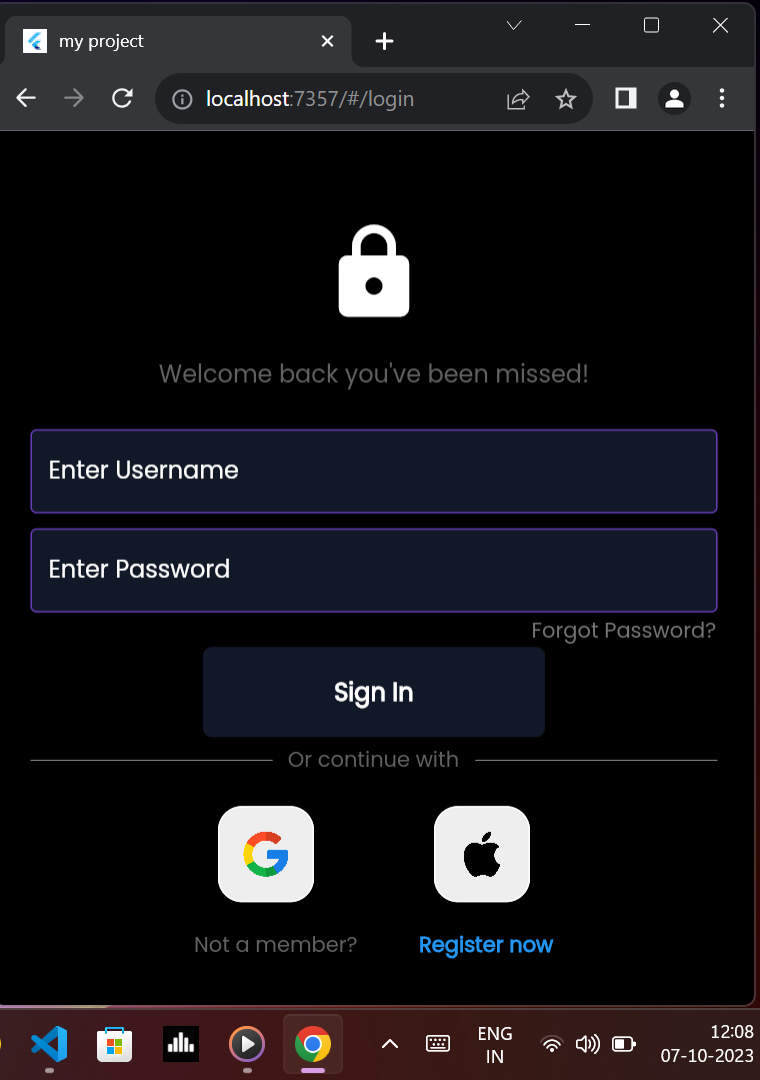 my project
localhost:7357/#/login
Welcome back you've been missed!
Enter Username
Enter Password
Forgot Password?
Sign In
Or continue with
Not a member? Register now
ENG
IN
12:08
07-10-2023